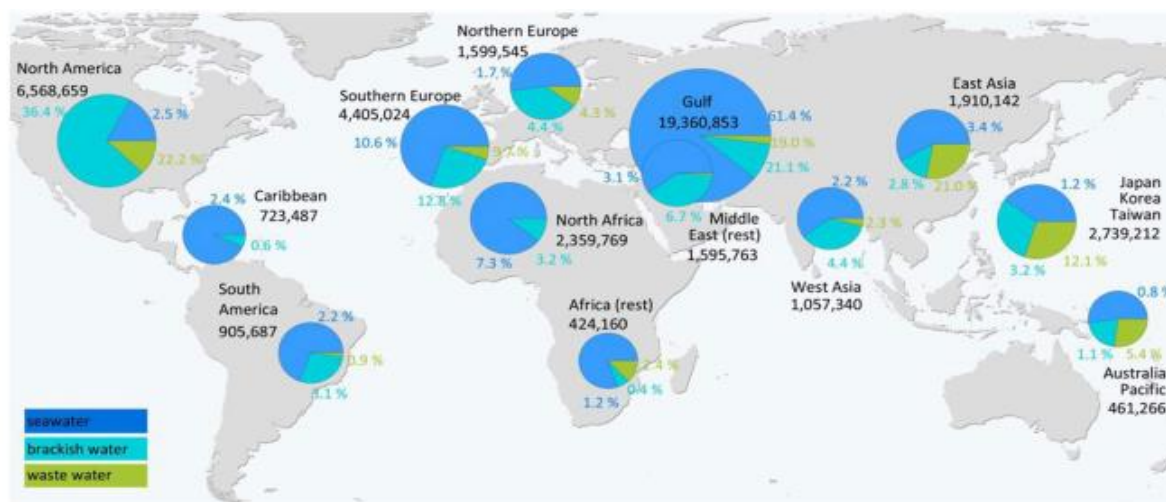 North America
6,568,659
36.4 %
2.5 %
22.2 %
Northern Europe
1,599,545
1.7 %
4.3 %
4.4 %
Southern Europe
4,405,024
10.6 %
9.7 %
12.8 %
Gulf
19,360,853
61.4 %
19.0 %
21.1 %
East Asia
1,910,142
3.4 %
2.8 %
21.0 %
Caribbean
2.4 %
723,487
0.6 %
North Africa
2,359,769
7.3 %
3.2 %
3.1 %
6.7 %
Middle
East (rest)
1,595,763
2.2 %
2.3 %
4.4 %
West Asia
1,057,340
1.2 %
Japan
Korea
Taiwan
2,739,212
3.2 %
12.1 %
South
America
905,687
2.2 %
0.9 %
3.1 %
Africa (rest)
424,160
2.4 %
0.4 %
1.2 %
0.8 %
1.1 %
5.4 %
Australia
Pacific
461,266
seawater
brackish water
waste water